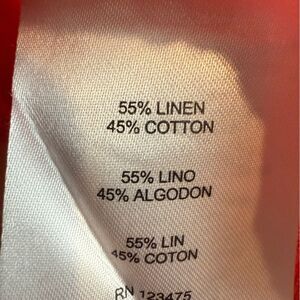 55% LINEN
45% COTTON
55% LINO
45% ALGODON
55% LIN
45% COTON
RN 123475